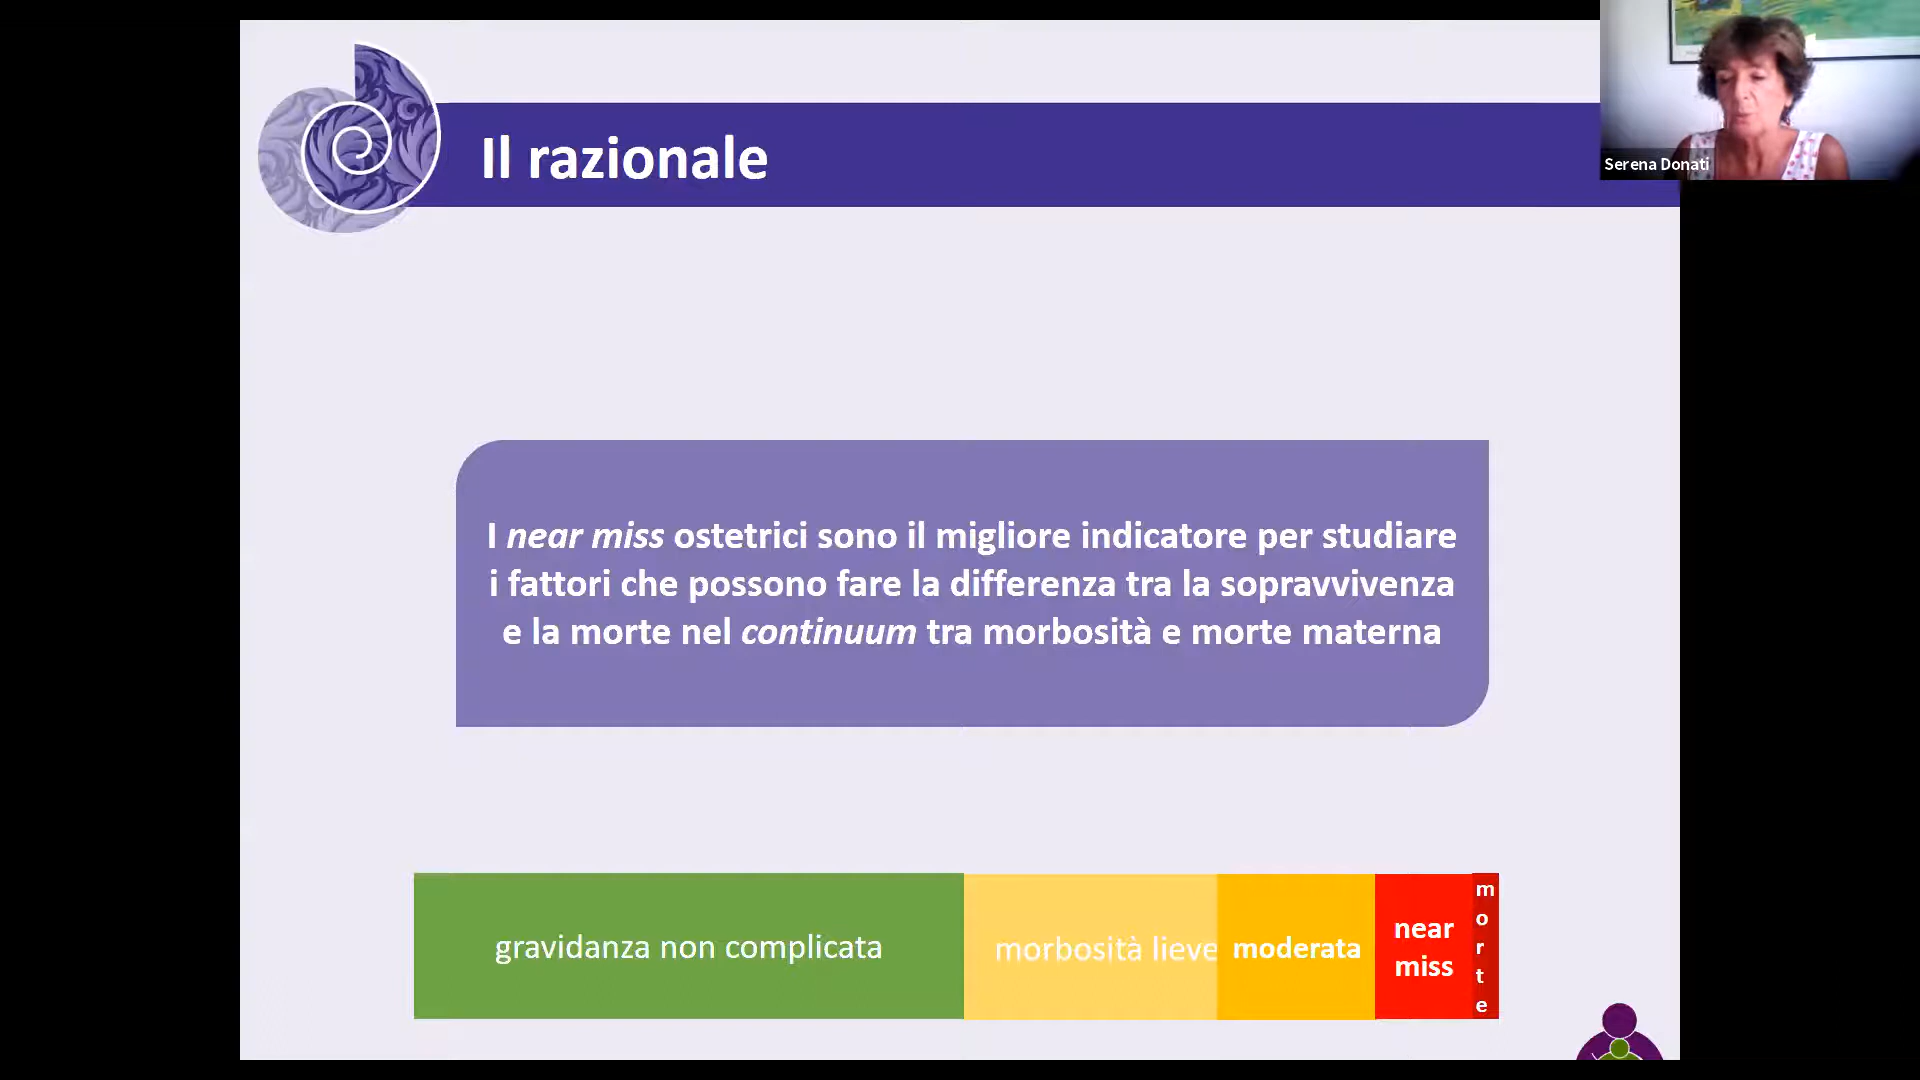 Il razionale
Serena Donati
I near miss ostetrici sono il migliore indicatore per studiare
i fattori che possono fare la differenza tra la sopravvivenza
e la morte nel continuum tra morbosità e morte materna
gravidanza non complicata
morbosità lieve
moderata
near
miss
morte